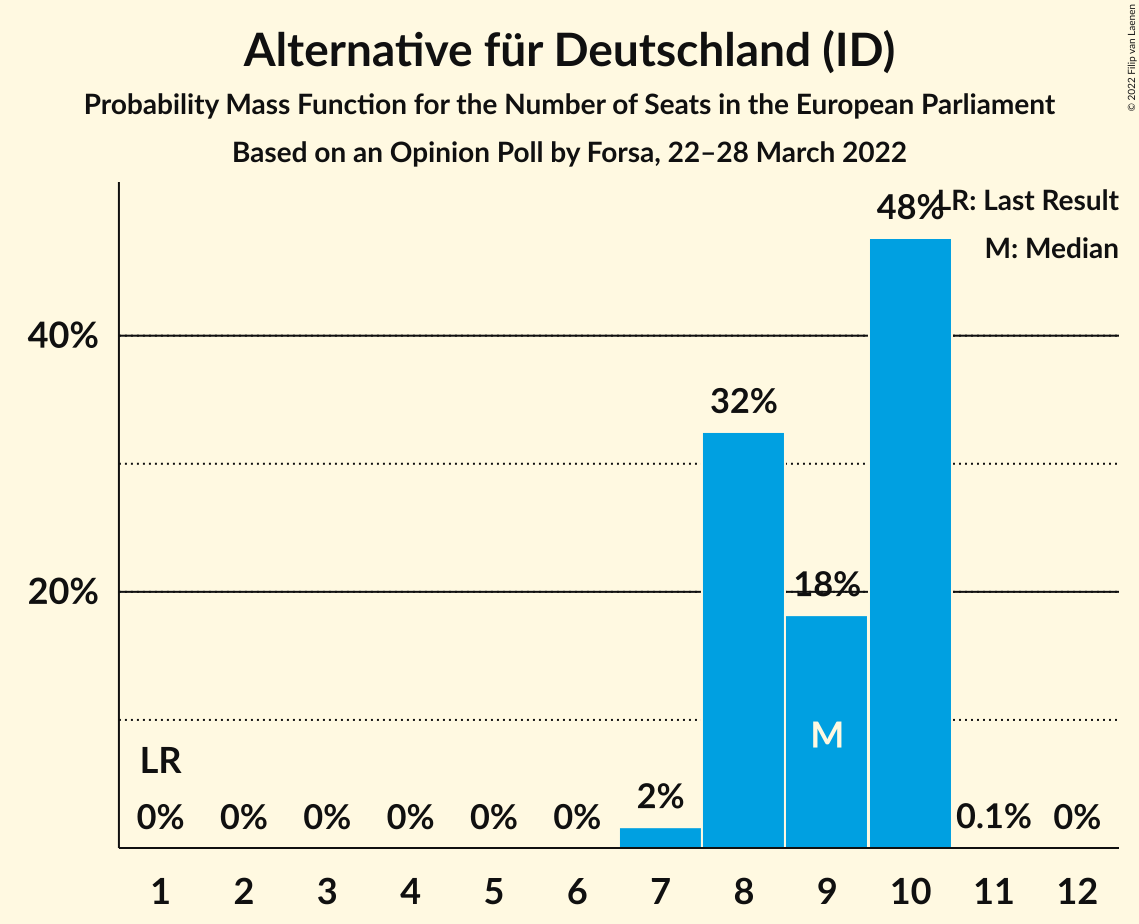 Alternative für Deutschland (ID)
Probability Mass Function for the Number of Seats in the European Parliament
Based on an Opinion Poll by Forsa, 22–28 March 2022
© 2022 Filip van Laenen
LR: Last Result
M: Median
40%
20%
LR
0% 0% 0% 0% 0% 0% 2% 32% 18% 48% 0.1% 0%
M
1 2 3 4 5 6 7 8 9 10 11 12